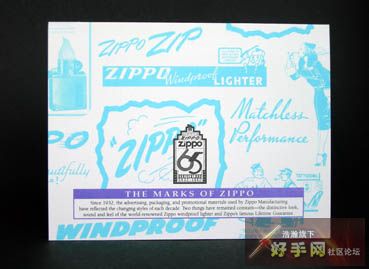 ZIPPO ZIP
ZIPPO Windproof LIGHTER
Matchless
Performance
"ZIPPO"
zippo
65
THE MARKS OF ZIPPO
Since 1932, the advertising, packaging, and promotional materials used by Zippo Manufacturing
have reflected the changing styles of each decade. Two things have remained constant—the distinctive look,
sound and feel of the world-renowned Zippo windproof lighter and Zippo's famous Lifetime Guarantee.
WINDPROOF
浩瀚旗下
好手网社区论坛